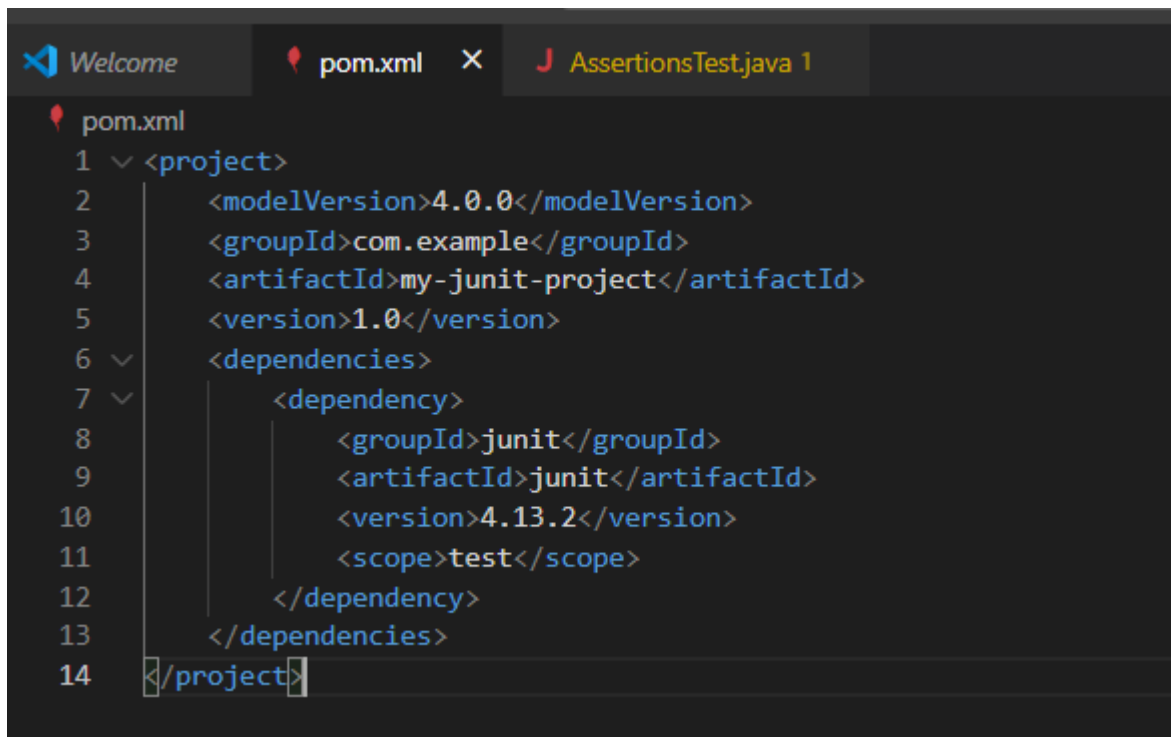 Welcome pom.xml AssertionsTest.java 1
pom.xml
1 <project>
2 <modelVersion>4.0.0</modelVersion>
3 <groupId>com.example</groupId>
4 <artifactId>my-junit-project</artifactId>
5 <version>1.0</version>
6 <dependencies>
7 <dependency>
8 <groupId>junit</groupId>
9 <artifactId>junit</artifactId>
10 <version>4.13.2</version>
11 <scope>test</scope>
12 </dependency>
13 </dependencies>
14 </project>